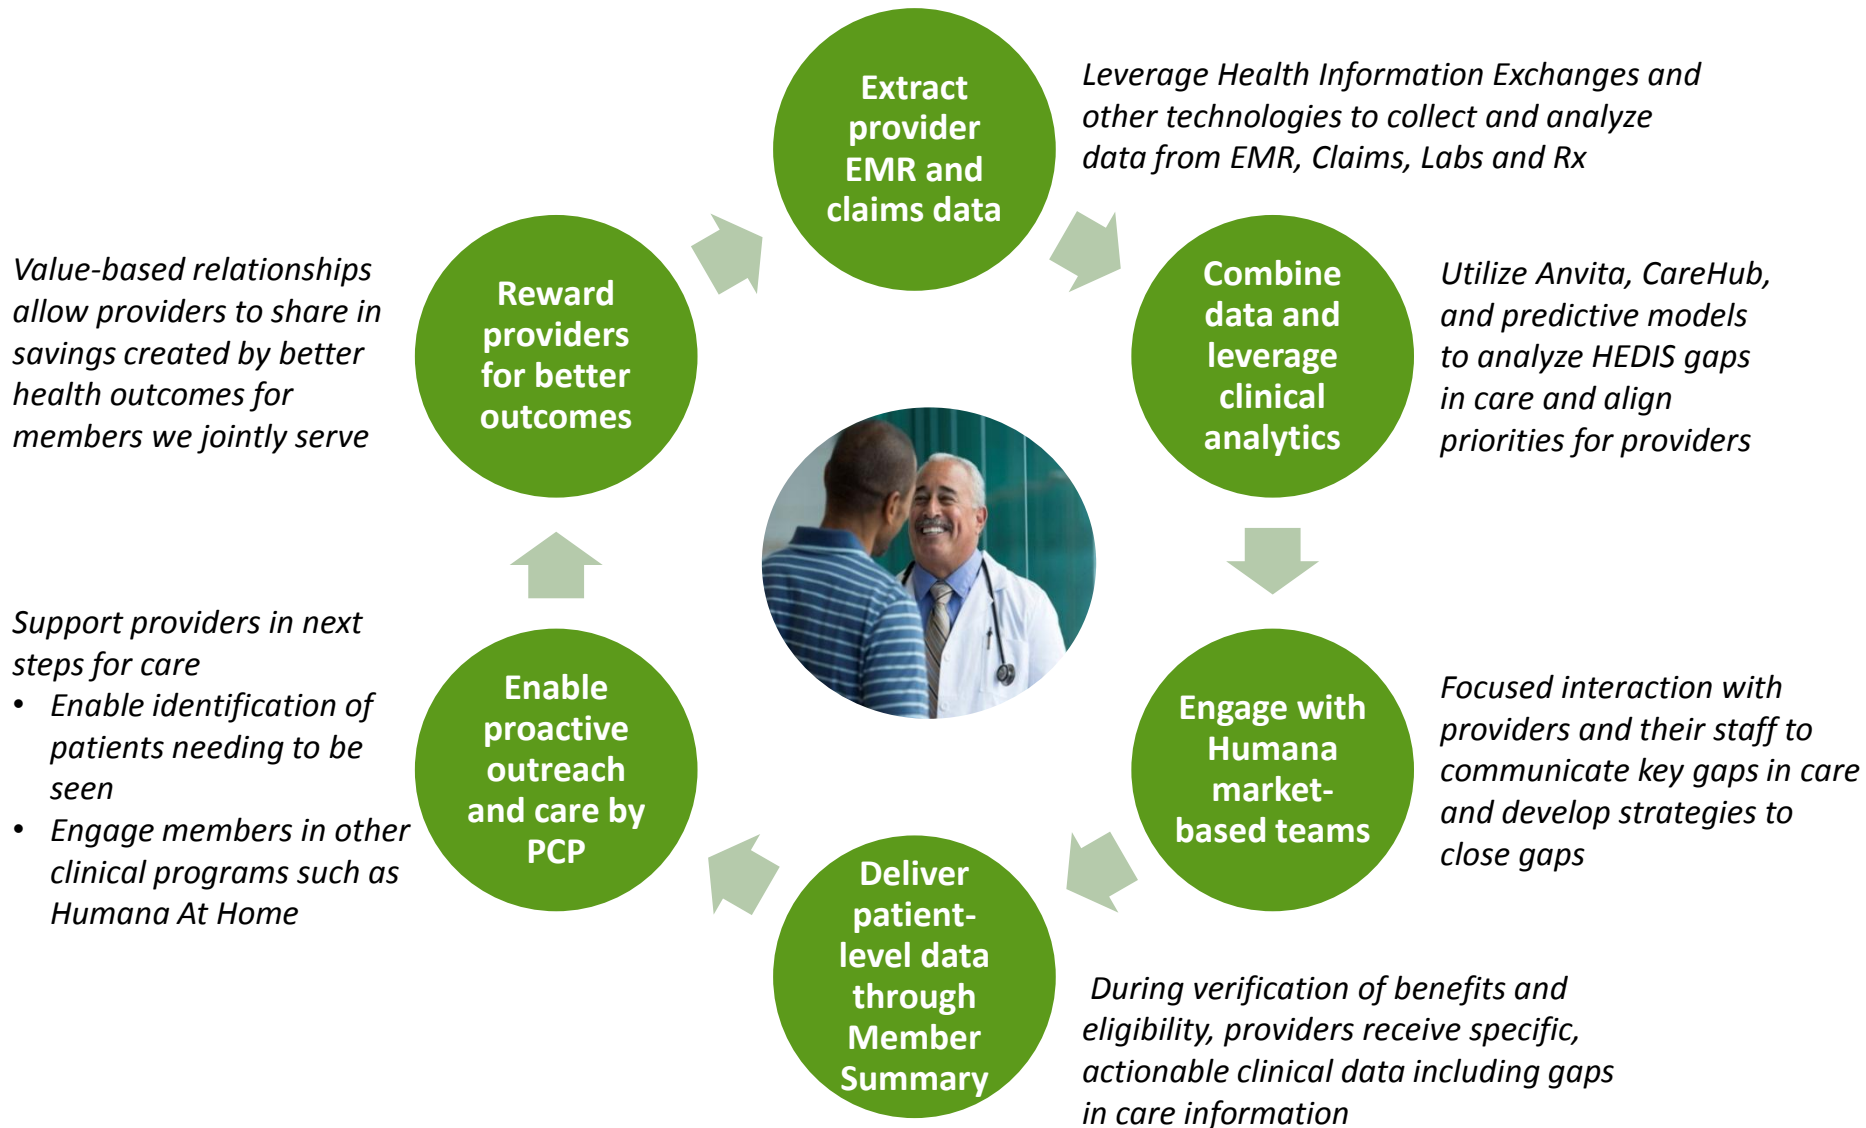 Extract
provider
EMR and
claims data
Leverage Health Information Exchanges and
other technologies to collect and analyze
data from EMR, Claims, Labs and Rx
Combine
data and
leverage
clinical
analytics
Utilize Anvita, CareHub,
and predictive models
to analyze HEDIS gaps
in care and align
priorities for providers
Engage with
Humana
market-
based teams
Focused interaction with
providers and their staff to
communicate key gaps in care
and develop strategies to
close gaps
Deliver
patient-
level data
through
Member
Summary
During verification of benefits and
eligibility, providers receive specific,
actionable clinical data including gaps
in care information
Enable
proactive
outreach
and care by
PCP
Support providers in next
steps for care
• Enable identification of
patients needing to be
seen
• Engage members in other
clinical programs such as
Humana At Home
Reward
providers
for better
outcomes
Value-based relationships
allow providers to share in
savings created by better
health outcomes for
members we jointly serve